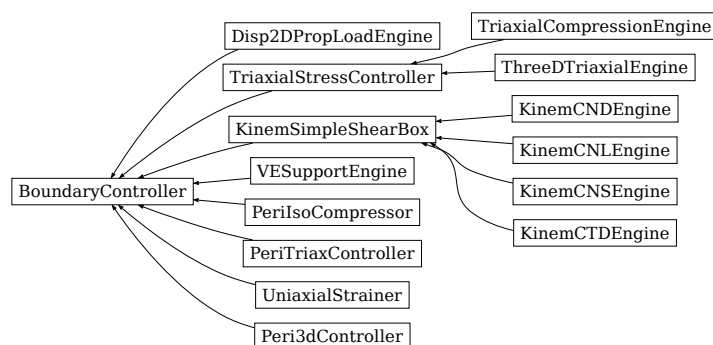 TriaxialCompressionEngine
Disp2DPropLoadEngine
ThreeDTriaxialEngine
TriaxialStressController
KinemCNDEngine
KinemSimpleShearBox
KinemCNLEngine
VESupportEngine
BoundaryController
KinemCNSEngine
PeriIsoCompressor
KinemCTDEngine
PeriTriaxController
UniaxialStrainer
Peri3dController